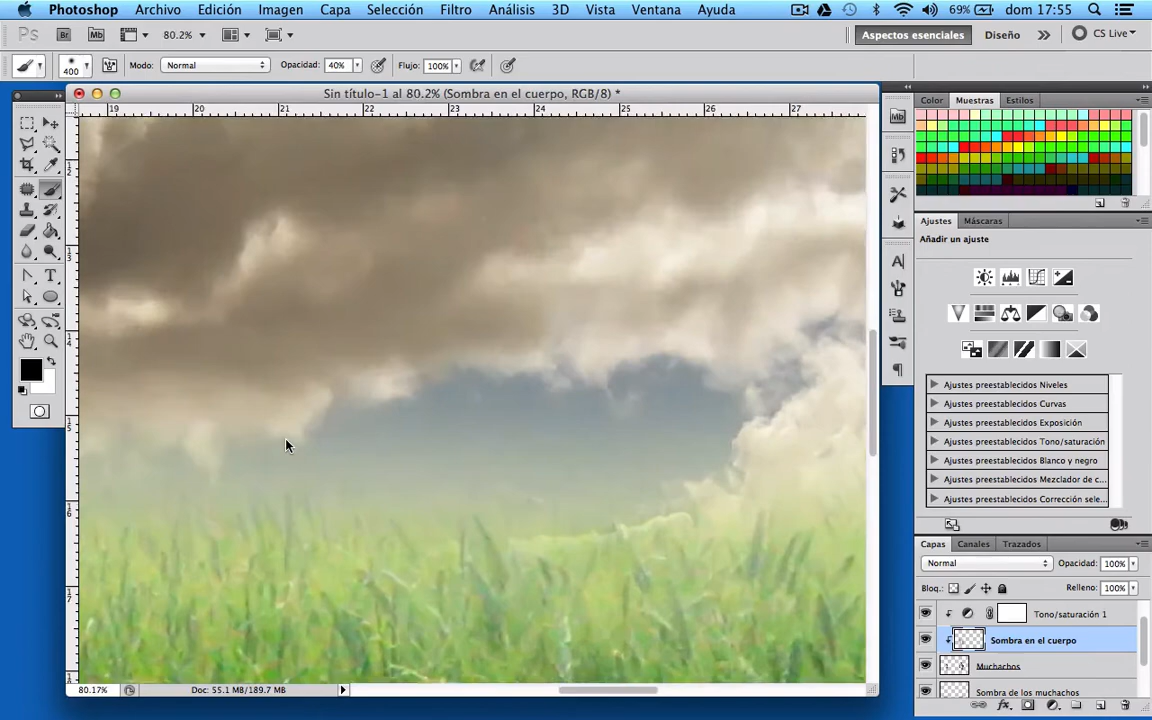 Photoshop Archivo Edición Imagen Capa Selección Filtro Análisis 3D Vista Ventana Ayuda 69% dom 17:55
Ps Br Mb 80.2% Aspectos esenciales Diseño CS Live
400 Modo: Normal Opacidad: 40% Flujo: 100%
Sin título-1 al 80.2% (Sombra en el cuerpo, RGB/8) *
19 20 21 22 23 24 25 26 27
Color Muestras Estilos
Ajustes Máscaras
Añadir un ajuste
Ajustes preestablecidos Niveles
Ajustes preestablecidos Curvas
Ajustes preestablecidos Exposición
Ajustes preestablecidos Tono/saturación
Ajustes preestablecidos Blanco y negro
Ajustes preestablecidos Mezclador de c...
Ajustes preestablecidos Corrección sele...
Capas Canales Trazados
Normal Opacidad: 100%
Bloq.: Relleno: 100%
Tono/saturación 1
Sombra en el cuerpo
Muchachos
Sombra de los muchachos
80.17% Doc: 55.1 MB/189.7 MB